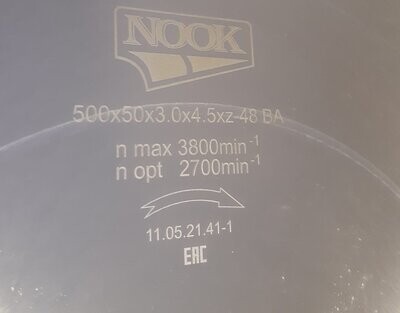 NOOK
500x50x3.0x4.5xz-48 BA
n max 3800min⁻¹
n opt 2700min⁻¹
11.05.21.41-1
EAC